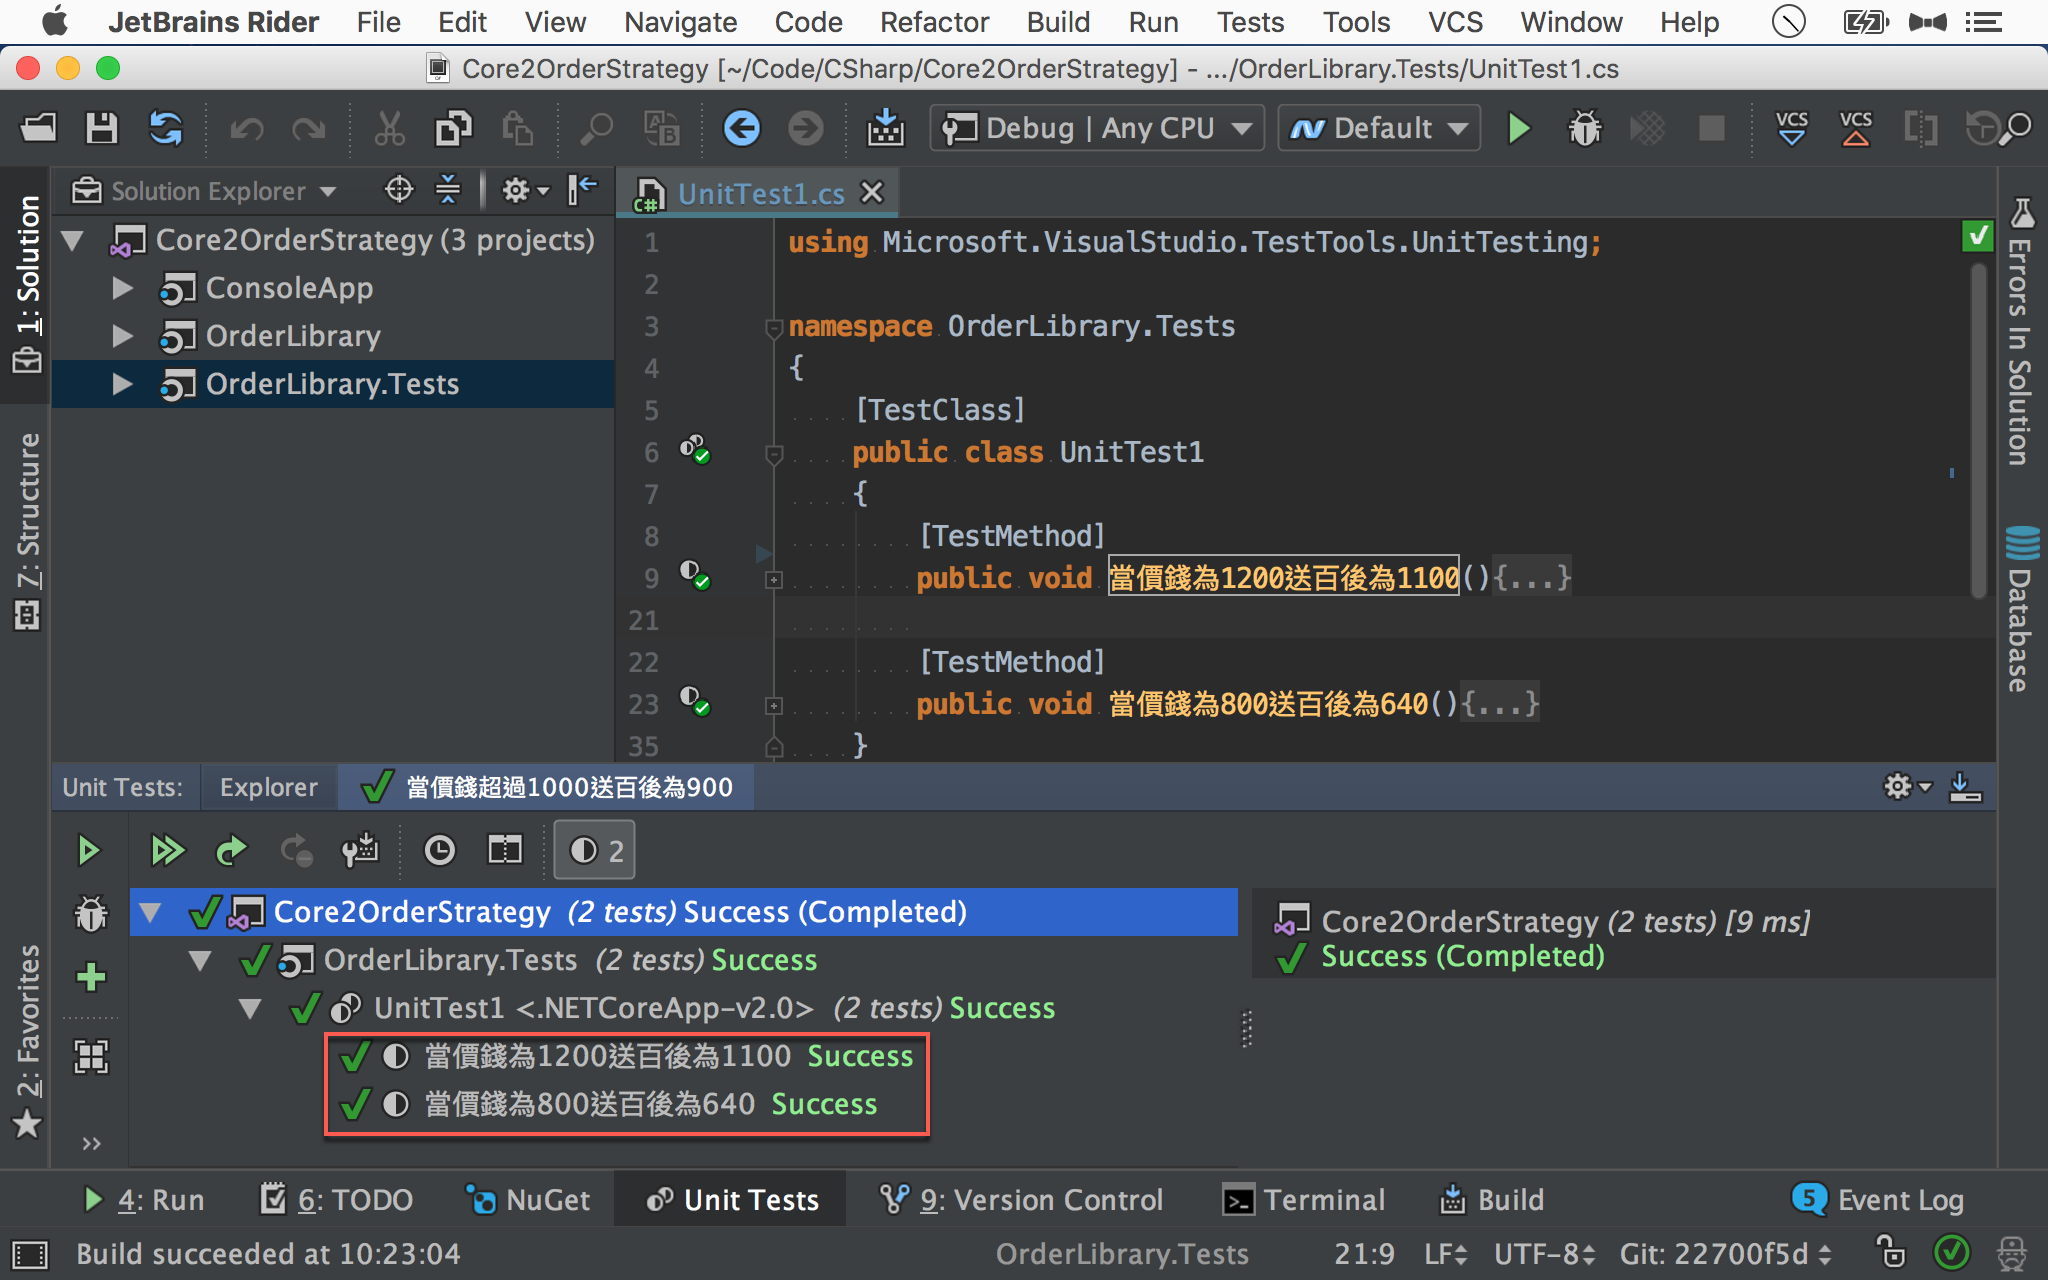 JetBrains Rider File Edit View Navigate Code Refactor Build Run Tests Tools VCS Window Help
Core2OrderStrategy [~/Code/CSharp/Core2OrderStrategy] - .../OrderLibrary.Tests/UnitTest1.cs
Debug | Any CPU Default VCS VCS
1: Solution
7: Structure
2: Favorites
Solution Explorer
Core2OrderStrategy (3 projects)
ConsoleApp
OrderLibrary
OrderLibrary.Tests
UnitTest1.cs
1 using Microsoft.VisualStudio.TestTools.UnitTesting;
2
3 namespace OrderLibrary.Tests
4 {
5 [TestClass]
6 public class UnitTest1
7 {
8 [TestMethod]
9 public void 當價錢為1200送百後為1100(){...}
21
22 [TestMethod]
23 public void 當價錢為800送百後為640(){...}
35 }
Errors In Solution
Database
Unit Tests: Explorer 當價錢超過1000送百後為900
2
Core2OrderStrategy (2 tests) Success (Completed)
OrderLibrary.Tests (2 tests) Success
UnitTest1 <.NETCoreApp-v2.0> (2 tests) Success
當價錢為1200送百後為1100 Success
當價錢為800送百後為640 Success
Core2OrderStrategy (2 tests) [9 ms]
Success (Completed)
4: Run 6: TODO NuGet Unit Tests 9: Version Control Terminal Build 5 Event Log
Build succeeded at 10:23:04 OrderLibrary.Tests 21:9 LF UTF-8 Git: 22700f5d